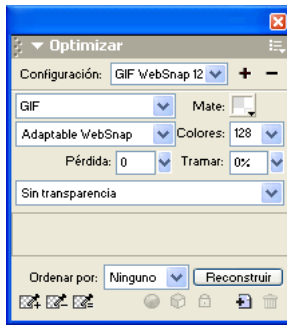 Optimizar
Configuración: GIF WebSnap 12
GIF Mate:
Adaptable WebSnap Colores: 128
Pérdida: 0 Tramar: 0%
Sin transparencia
Ordenar por: Ninguno Reconstruir